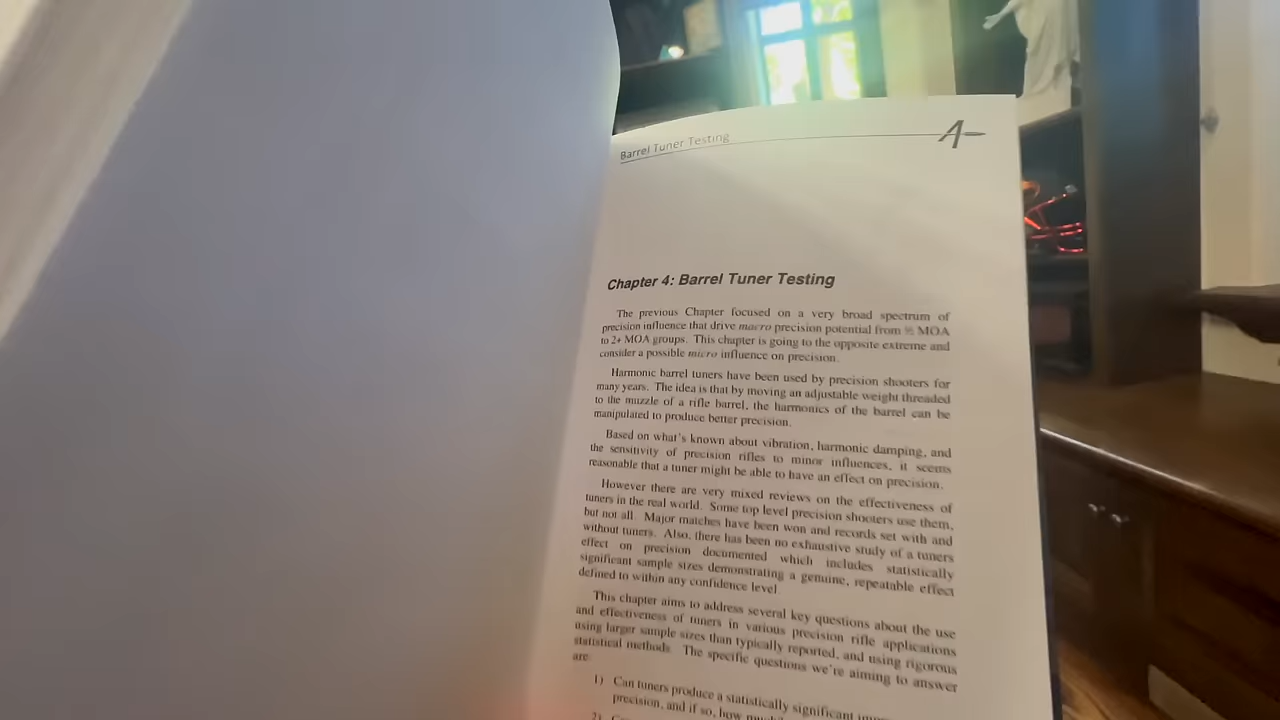 Barrel Tuner Testing
A
Chapter 4: Barrel Tuner Testing
The previous Chapter focused on a very broad spectrum of
precision influence that drive macro precision potential from ½ MOA
to 2+ MOA groups. This chapter is going to the opposite extreme and
consider a possible micro influence on precision.
Harmonic barrel tuners have been used by precision shooters for
many years. The idea is that by moving an adjustable weight threaded
to the muzzle of a rifle barrel, the harmonics of the barrel can be
manipulated to produce better precision.
Based on what's known about vibration, harmonic damping, and
the sensitivity of precision rifles to minor influences, it seems
reasonable that a tuner might be able to have an effect on precision.
However there are very mixed reviews on the effectiveness of
tuners in the real world. Some top level precision shooters use them,
but not all. Major matches have been won and records set with and
without tuners. Also, there has been no exhaustive study of a tuners
effect on precision documented which includes statistically
significant sample sizes demonstrating a genuine, repeatable effect
defined to within any confidence level.
This chapter aims to address several key questions about the use
and effectiveness of tuners in various precision rifle applications
using larger sample sizes than typically reported, and using rigorous
statistical methods. The specific questions we're aiming to answer
are:
1) Can tuners produce a statistically significant
precision, and if so, how
2)